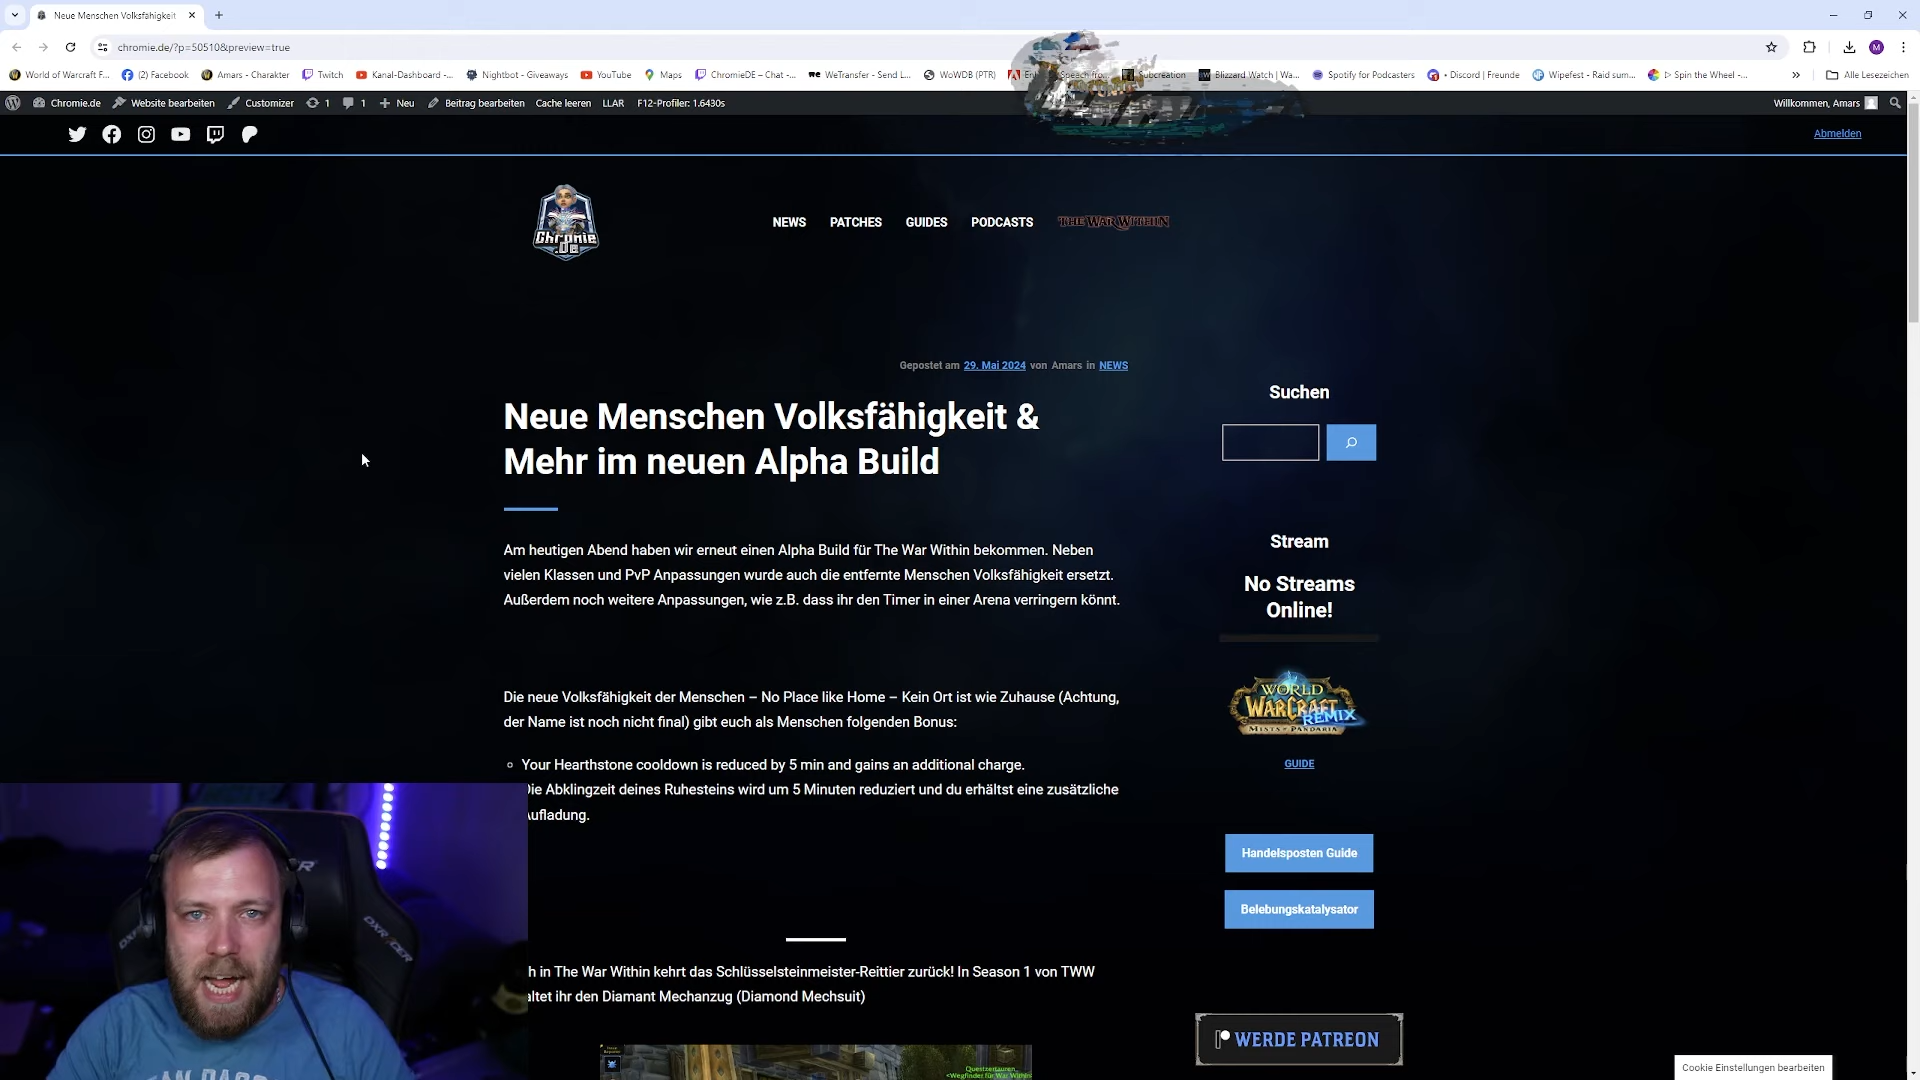 Neue Menschen Volksfähigkeit
chromie.de/?p=50510&preview=true
World of Warcraft F...
(2) Facebook
Amars - Charakter
Twitch
Kanal-Dashboard -...
Nightbot - Giveaways
YouTube
Maps
ChromieDE – Chat -...
WeTransfer - Send L...
WoWDB (PTR)
Subcreation
Blizzard Watch | Wa...
Spotify for Podcasters
• Discord | Freunde
Wipefest - Raid sum...
▷ Spin the Wheel -...
»
Alle Lesezeichen
Chromie.de
Website bearbeiten
Customizer
1
1
Neu
Beitrag bearbeiten
Cache leeren
LLAR
F12-Profiler: 1.6430s
Willkommen, Amars
Abmelden
Chromie
.De
NEWS
PATCHES
GUIDES
PODCASTS
THE WAR WITHIN
Gepostet am 29. Mai 2024 von Amars in NEWS
Neue Menschen Volksfähigkeit &
Mehr im neuen Alpha Build
Am heutigen Abend haben wir erneut einen Alpha Build für The War Within bekommen. Neben
vielen Klassen und PvP Anpassungen wurde auch die entfernte Menschen Volksfähigkeit ersetzt.
Außerdem noch weitere Anpassungen, wie z.B. dass ihr den Timer in einer Arena verringern könnt.
Die neue Volksfähigkeit der Menschen – No Place like Home – Kein Ort ist wie Zuhause (Achtung,
der Name ist noch nicht final) gibt euch als Menschen folgenden Bonus:
Your Hearthstone cooldown is reduced by 5 min and gains an additional charge.
Die Abklingzeit deines Ruhesteins wird um 5 Minuten reduziert und du erhältst eine zusätzliche
Aufladung.
h in The War Within kehrt das Schlüsselsteinmeister-Reittier zurück! In Season 1 von TWW
altet ihr den Diamant Mechanzug (Diamond Mechsuit)
Questzertauren
<Wegfinder für War Within>
Suchen
Stream
No Streams
Online!
WORLD
WARCRAFT
REMIX
MISTS of PANDARIA
GUIDE
Handelsposten Guide
Belebungskatalysator
WERDE PATREON
Cookie Einstellungen bearbeiten
DXRACER